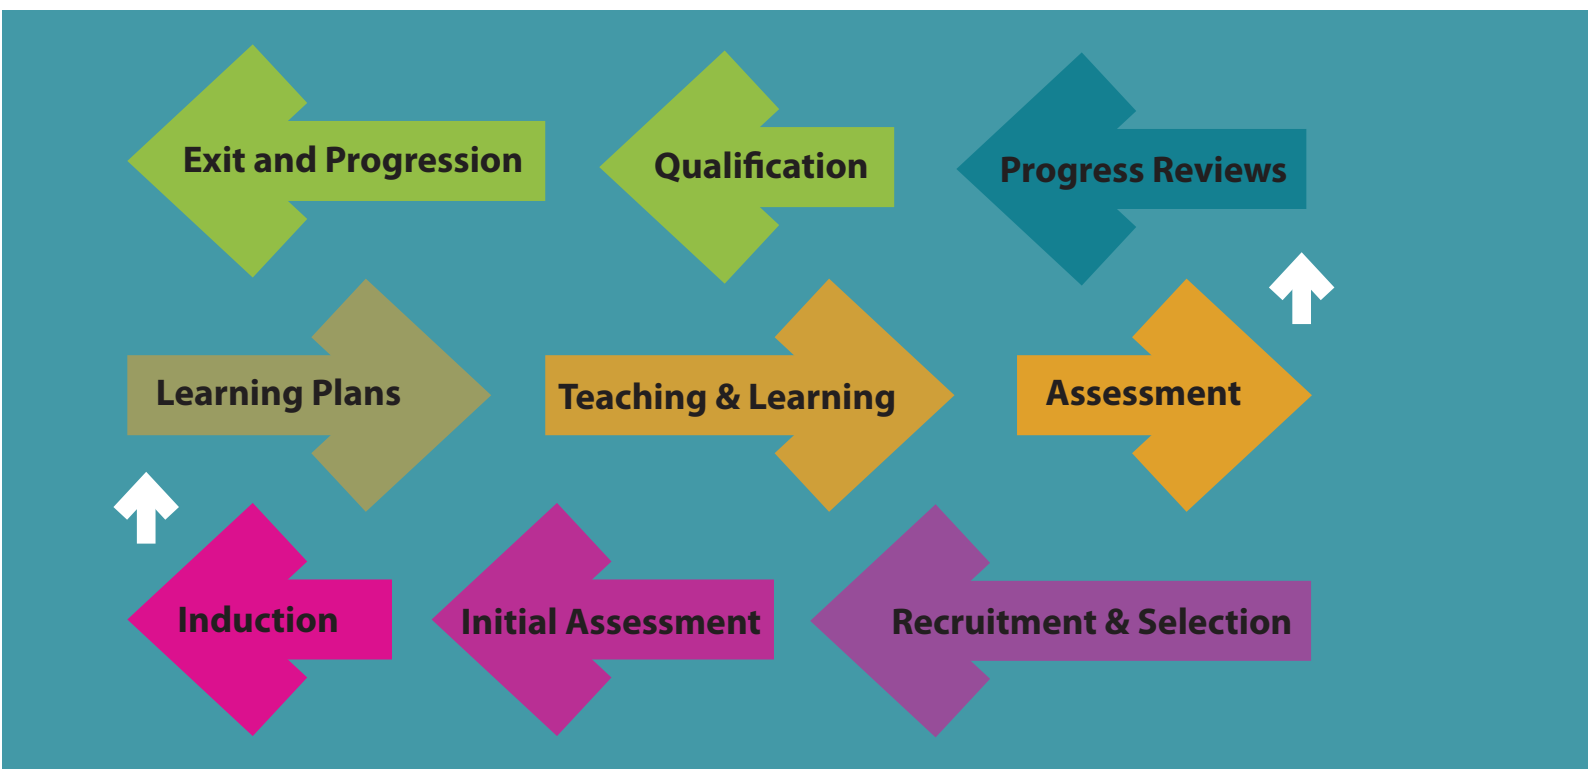 Exit and Progression
Qualification
Progress Reviews
Learning Plans
Teaching & Learning
Assessment
Induction
Initial Assessment
Recruitment & Selection